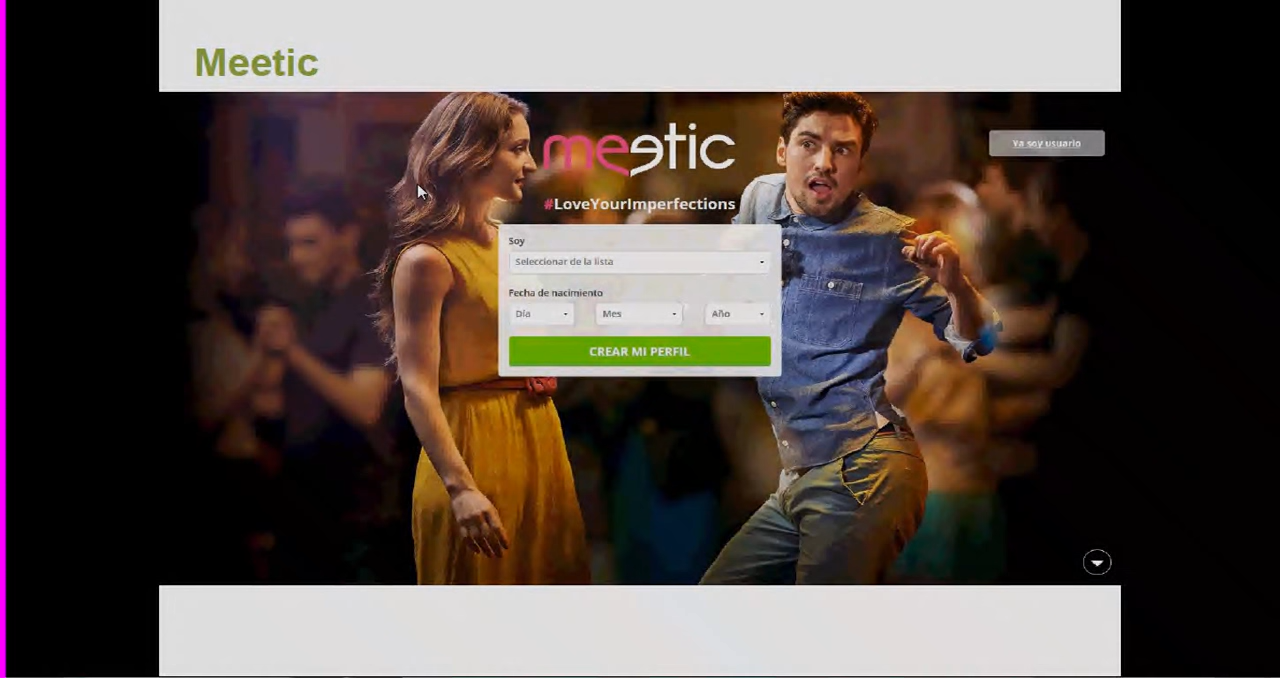 Meetic
meetic
Ya soy usuario
#LoveYourImperfections
Soy
Seleccionar de la lista
Fecha de nacimiento
Día Mes Año
CREAR MI PERFIL